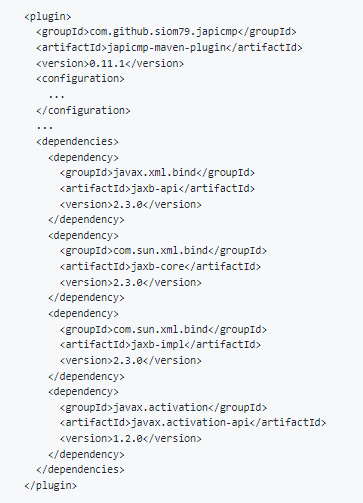 <plugin>
  <groupId>com.github.siom79.japicmp</groupId>
  <artifactId>japicmp-maven-plugin</artifactId>
  <version>0.11.1</version>
  <configuration>
    ...
  </configuration>
  ...
  <dependencies>
    <dependency>
      <groupId>javax.xml.bind</groupId>
      <artifactId>jaxb-api</artifactId>
      <version>2.3.0</version>
    </dependency>
    <dependency>
      <groupId>com.sun.xml.bind</groupId>
      <artifactId>jaxb-core</artifactId>
      <version>2.3.0</version>
    </dependency>
    <dependency>
      <groupId>com.sun.xml.bind</groupId>
      <artifactId>jaxb-impl</artifactId>
      <version>2.3.0</version>
    </dependency>
    <dependency>
      <groupId>javax.activation</groupId>
      <artifactId>javax.activation-api</artifactId>
      <version>1.2.0</version>
    </dependency>
  </dependencies>
</plugin>